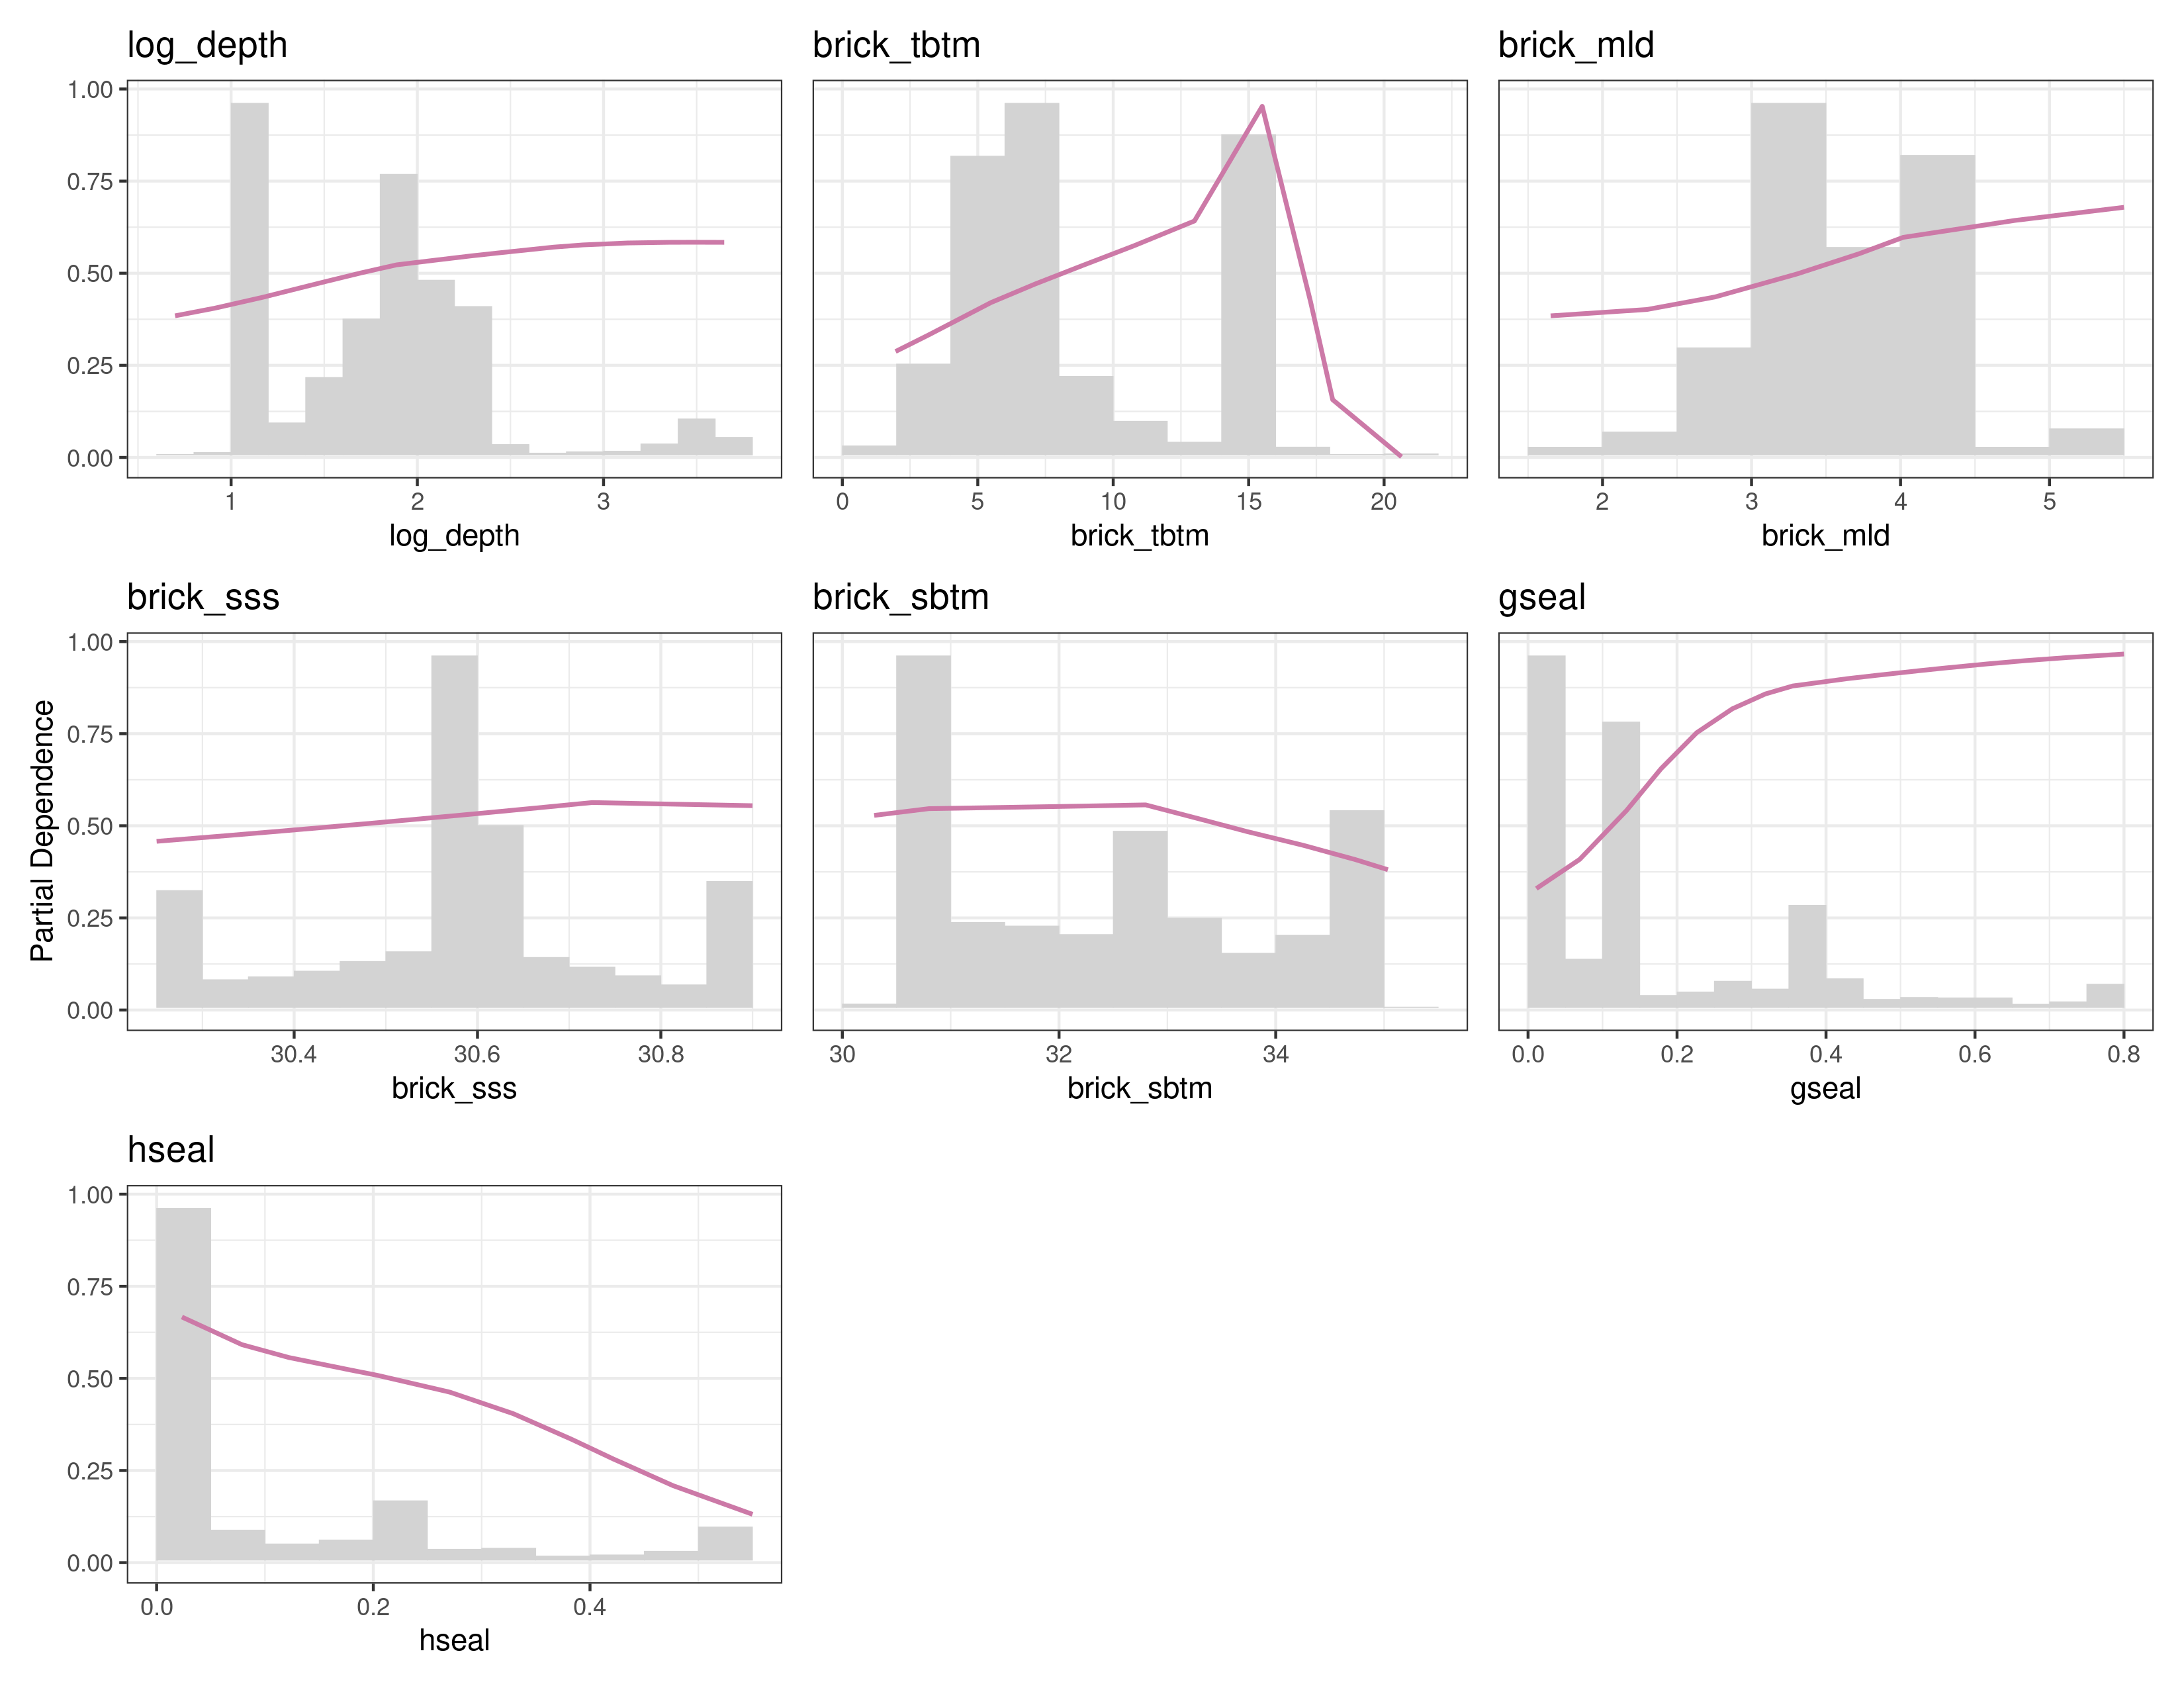 log_depth
brick_tbtm
brick_mld
1.00
0.75
0.50
0.25
0.00
1 2 3
0 5 10 15 20
2 3 4 5
log_depth
brick_tbtm
brick_mld
brick_sss
brick_sbtm
gseal
Partial Dependence
1.00
0.75
0.50
0.25
0.00
30.4 30.6 30.8
30 32 34
0.0 0.2 0.4 0.6 0.8
brick_sss
brick_sbtm
gseal
hseal
1.00
0.75
0.50
0.25
0.00
0.0 0.2 0.4
hseal